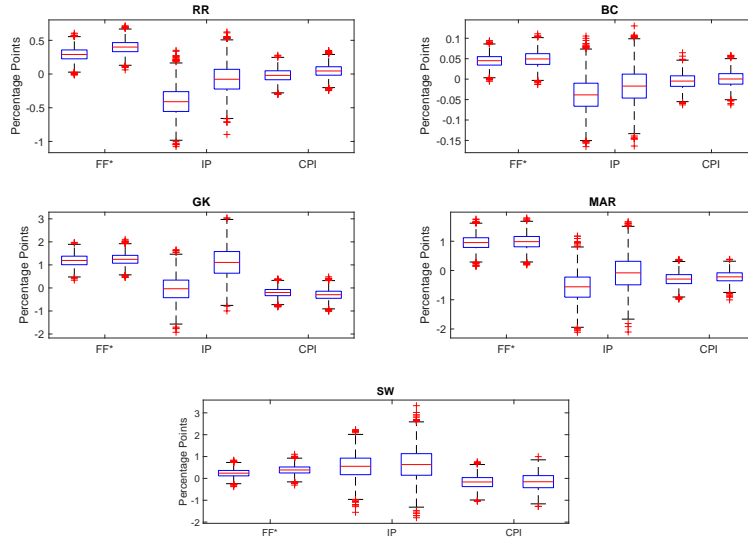 RR
Percentage Points
0.5
0
-0.5
-1
FF*
IP
CPI
BC
Percentage Points
0.1
0.05
0
-0.05
-0.1
-0.15
FF*
IP
CPI
GK
Percentage Points
3
2
1
0
-1
-2
FF*
IP
CPI
MAR
Percentage Points
1
0
-1
-2
FF*
IP
CPI
SW
Percentage Points
3
2
1
0
-1
-2
FF*
IP
CPI